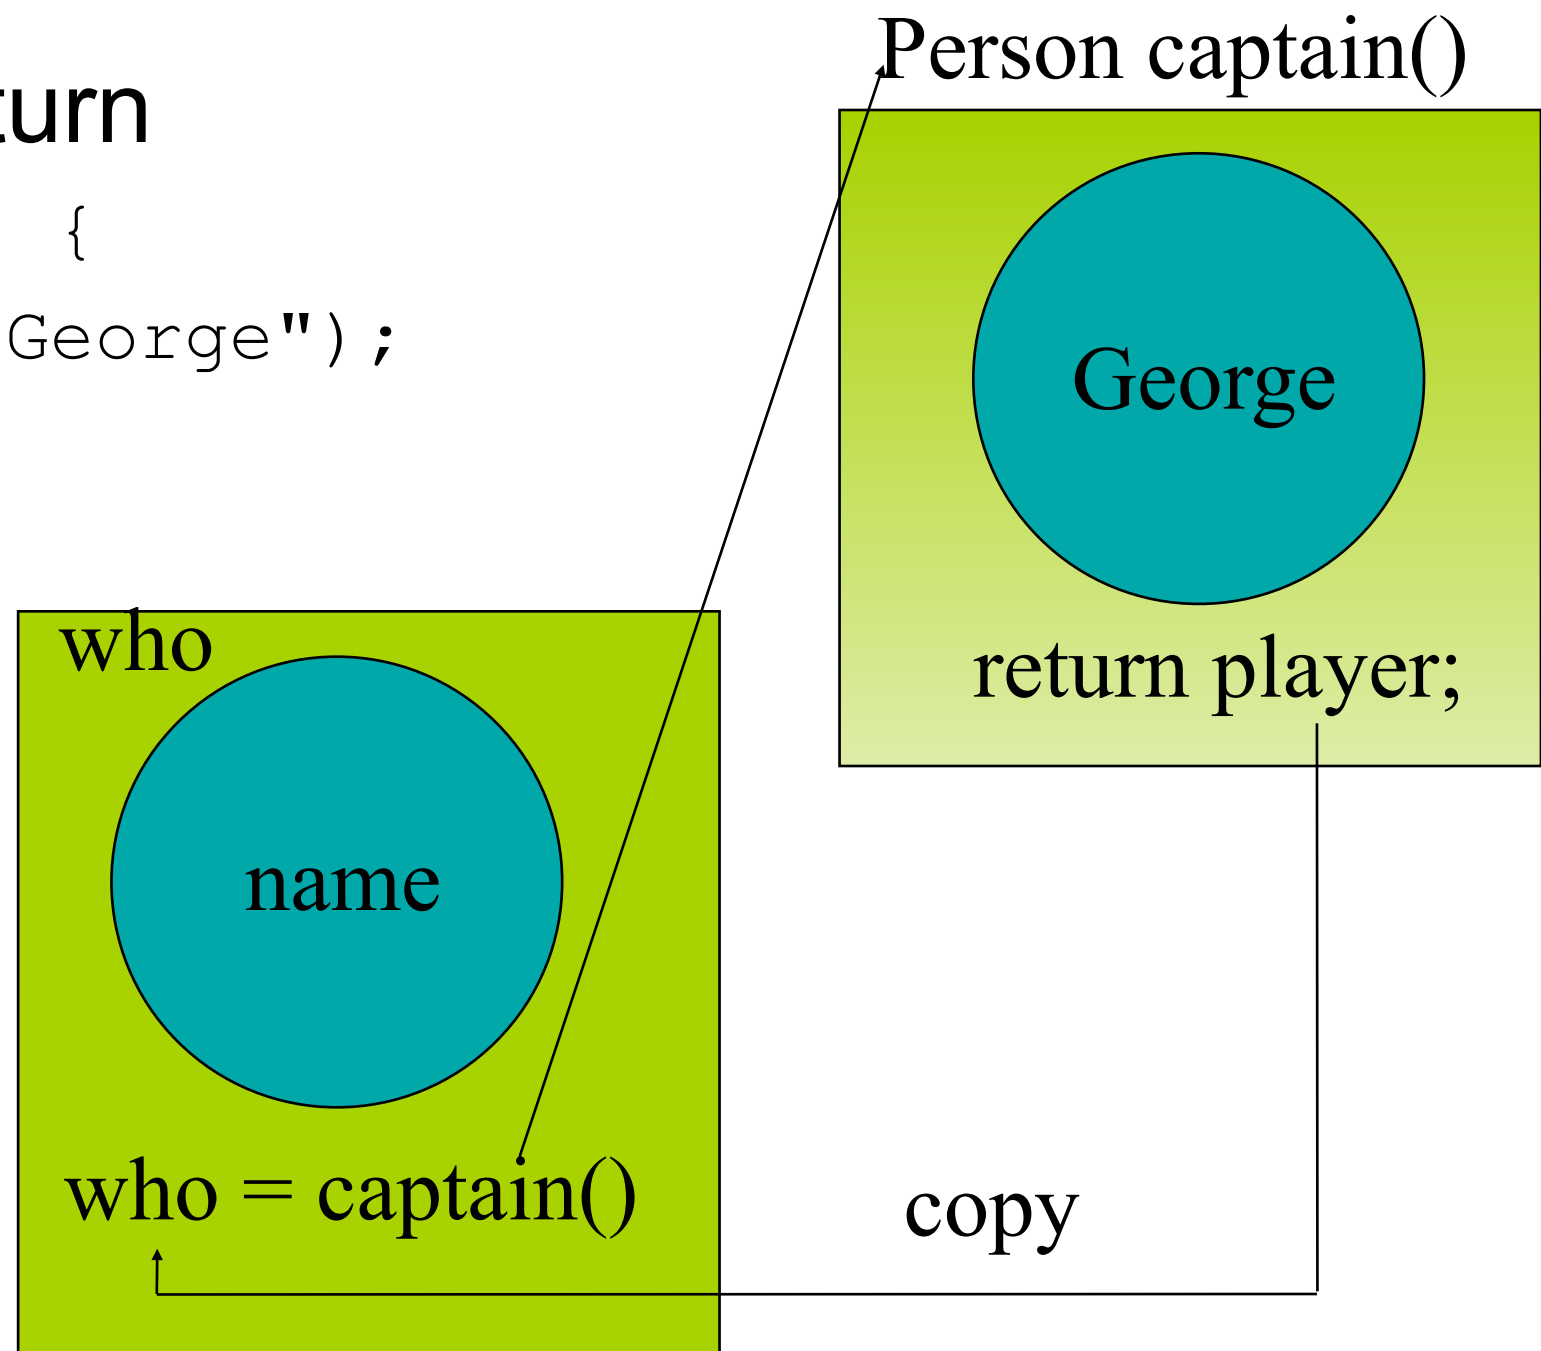 turn
{
George");
Person captain()
George
return player;
who
name
who = captain()
copy